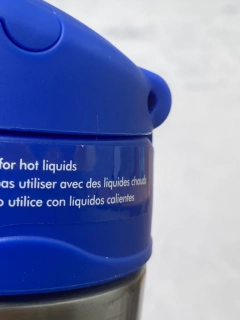 for hot liquids
pas utiliser avec des liquides chauds
o utilice con líquidos calientes